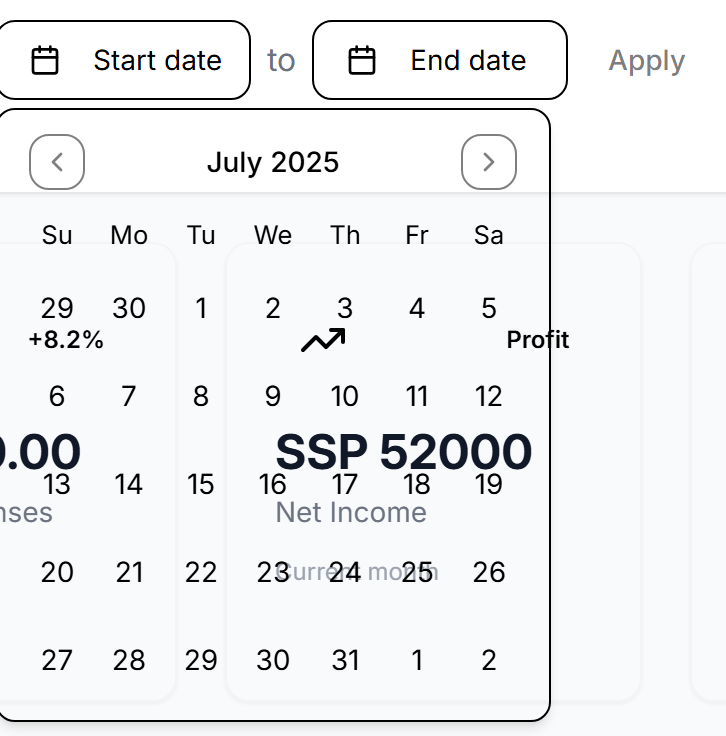 Start date to End date Apply
July 2025
Su Mo Tu We Th Fr Sa
29 30 1 2 3 4 5
+8.2% Profit
6 7 8 9 10 11 12
0.00 SSP 52000
13 14 15 16 17 18 19
nses Net Income
20 21 22 23 24 25 26
Current month
27 28 29 30 31 1 2